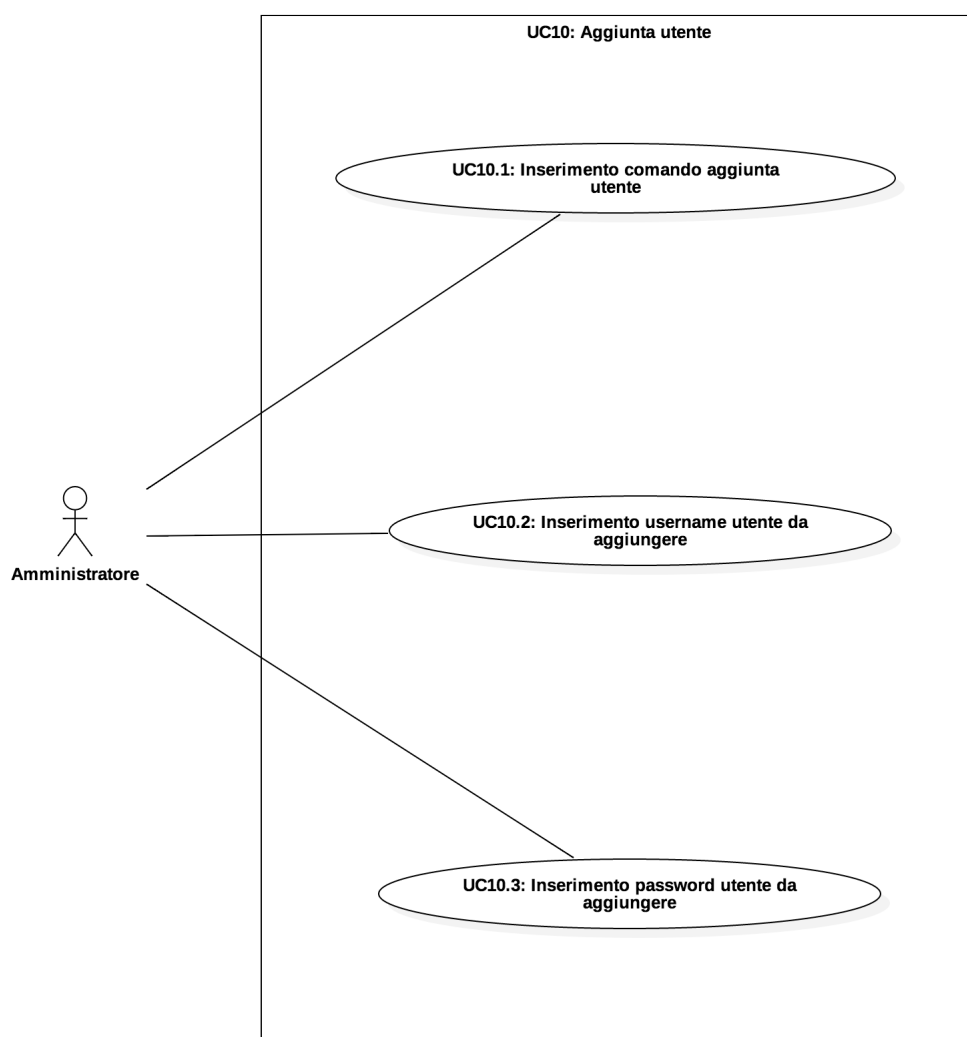 UC10: Aggiunta utente
UC10.1: Inserimento comando aggiunta
utente
UC10.2: Inserimento username utente da
aggiungere
Amministratore
UC10.3: Inserimento password utente da
aggiungere